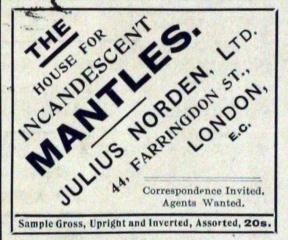 THE
HOUSE FOR
INCANDESCENT
MANTLES.
JULIUS NORDEN, LTD.
44, FARRINGDON ST.,
LONDON,
E.C.
Correspondence Invited.
Agents Wanted.
Sample Gross, Upright and Inverted, Assorted, 20s.